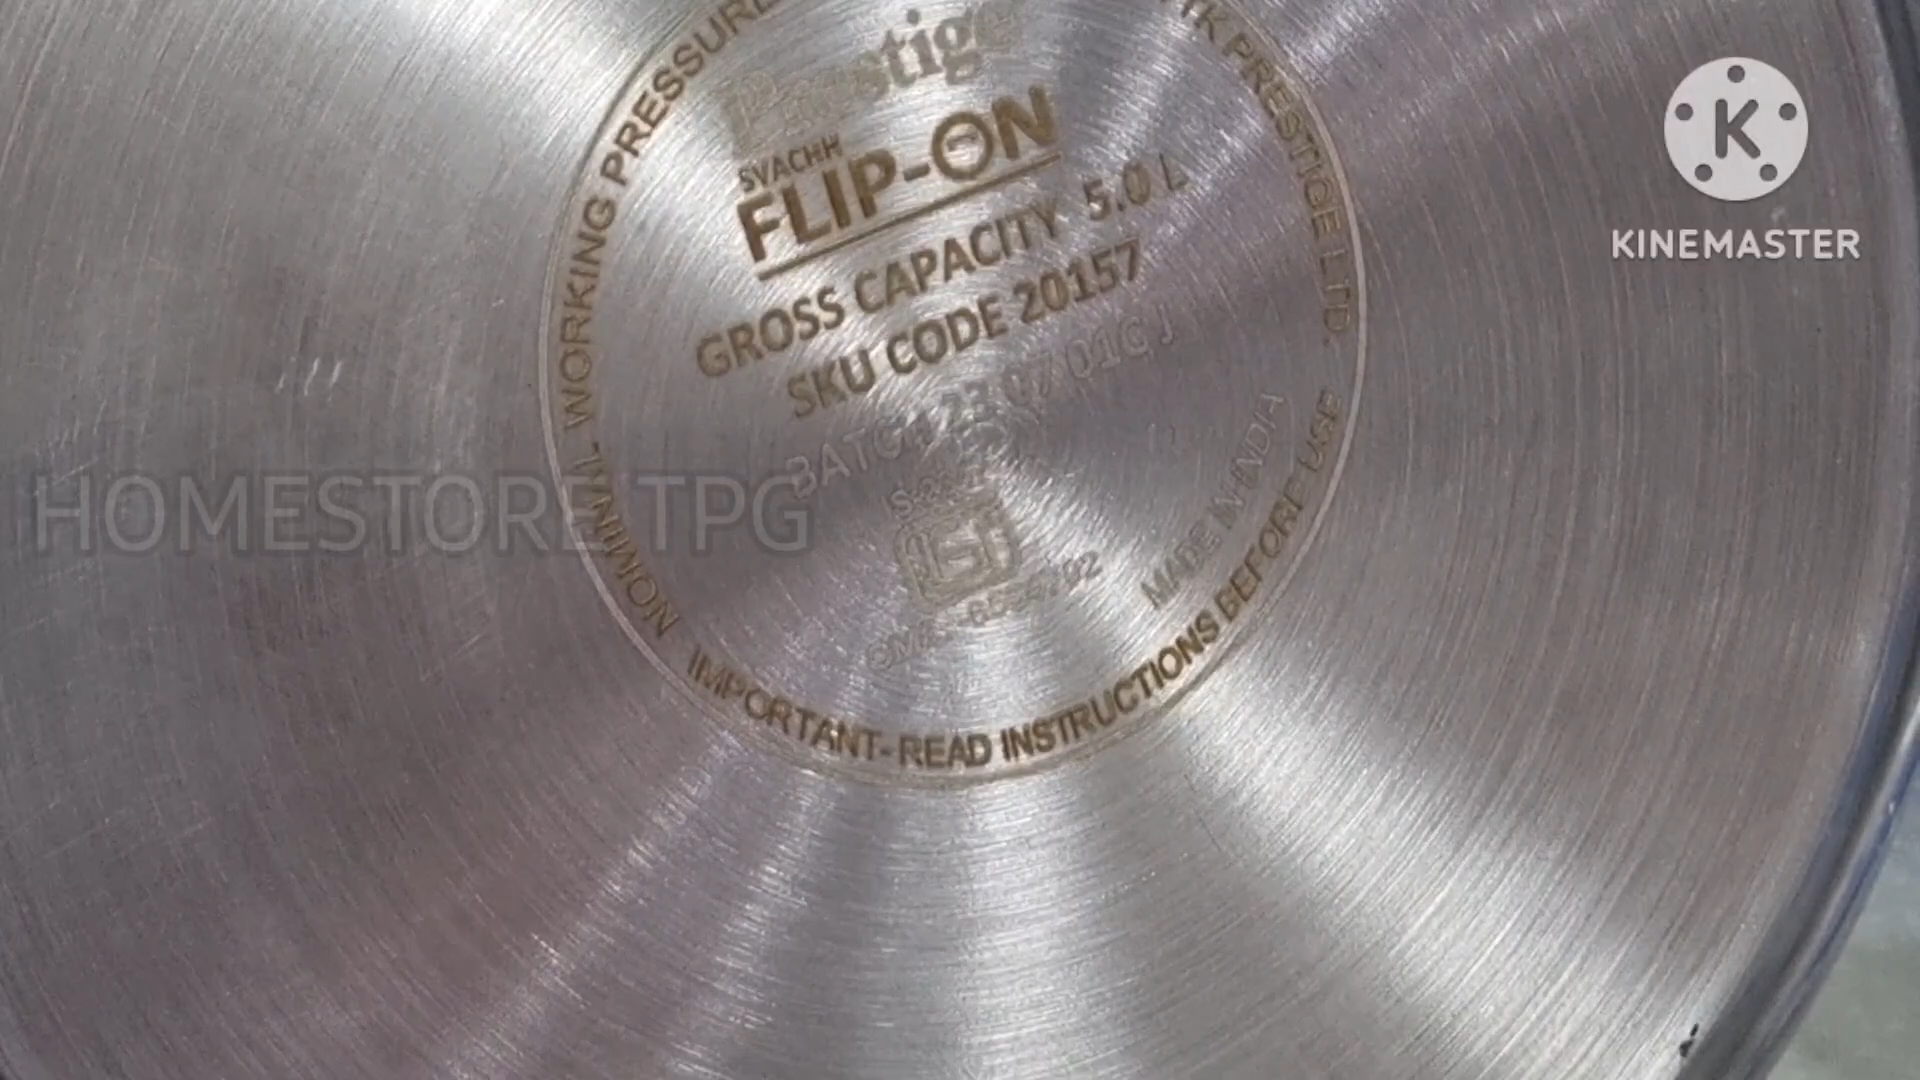 NOMINAL WORKING PRESSURE
TTK PRESTIGE LTD.
Prestige
SVACHH
FLIP-ON
GROSS CAPACITY 5.0 L
SKU CODE 20157
MADE IN INDIA
IMPORTANT- READ INSTRUCTIONS BEFORE USE
HOMESTORE TPG
K
KINEMASTER